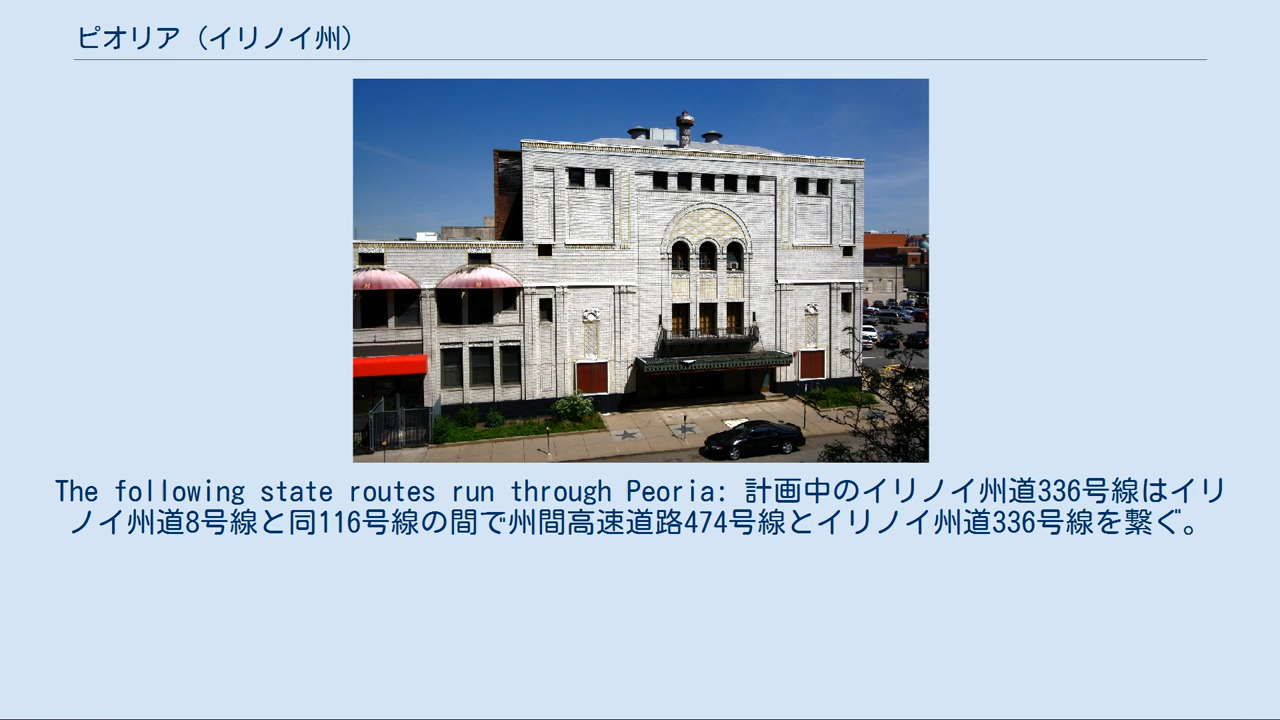 ピオリア（イリノイ州）
The following state routes run through Peoria: 計画中のイリノイ州道336号線はイリ
ノイ州道8号線と同116号線の間で州間高速道路474号線とイリノイ州道336号線を繋ぐ。